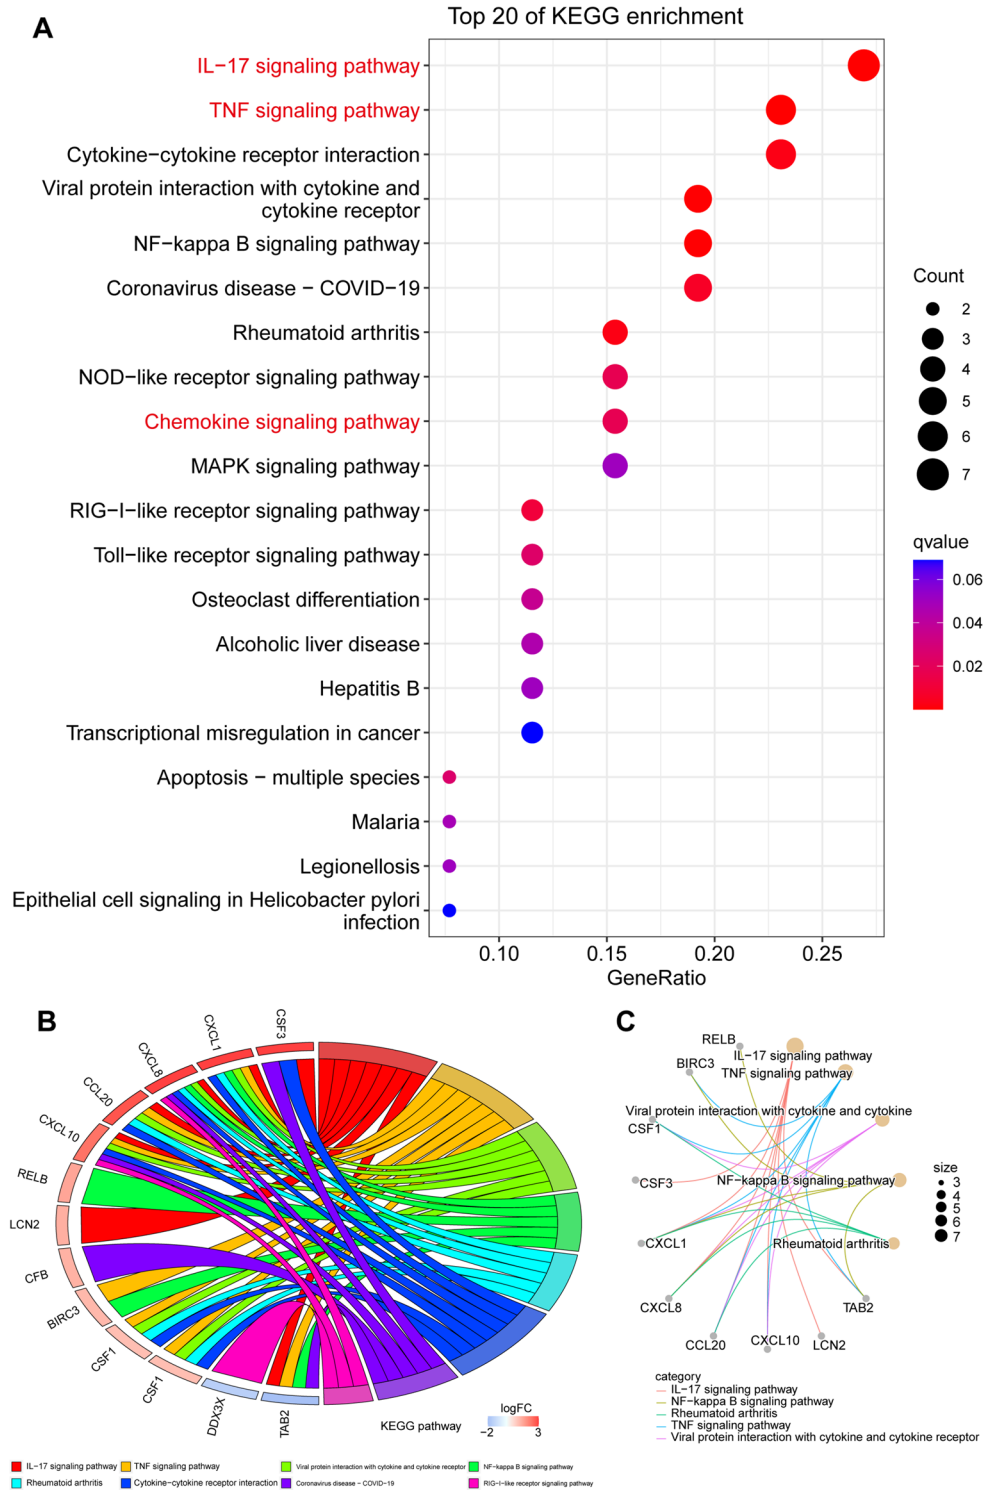 A
Top 20 of KEGG enrichment
IL−17 signaling pathway
TNF signaling pathway
Cytokine−cytokine receptor interaction
Viral protein interaction with cytokine and
cytokine receptor
NF−kappa B signaling pathway
Coronavirus disease − COVID−19
Rheumatoid arthritis
NOD−like receptor signaling pathway
Chemokine signaling pathway
MAPK signaling pathway
RIG−I−like receptor signaling pathway
Toll−like receptor signaling pathway
Osteoclast differentiation
Alcoholic liver disease
Hepatitis B
Transcriptional misregulation in cancer
Apoptosis − multiple species
Malaria
Legionellosis
Epithelial cell signaling in Helicobacter pylori
infection
0.10 0.15 0.20 0.25
GeneRatio
Count
2
3
4
5
6
7
qvalue
0.06
0.04
0.02
B
CSF3
CXCL1
CXCL8
CCL20
CXCL10
RELB
LCN2
CFB
BIRC3
CSF1
CSF1
DDX3X
TAB2
KEGG pathway
logFC
−2 3
IL−17 signaling pathway
TNF signaling pathway
Viral protein interaction with cytokine and cytokine receptor
NF−kappa B signaling pathway
Rheumatoid arthritis
Cytokine−cytokine receptor interaction
Coronavirus disease − COVID−19
RIG−I−like receptor signaling pathway
C
RELB
IL−17 signaling pathway
BIRC3
TNF signaling pathway
Viral protein interaction with cytokine and cytokine
CSF1
CSF3
NF−kappa B signaling pathway
CXCL1
Rheumatoid arthritis
CXCL8
TAB2
CCL20
CXCL10
LCN2
size
3
4
5
6
7
category
IL−17 signaling pathway
NF−kappa B signaling pathway
Rheumatoid arthritis
TNF signaling pathway
Viral protein interaction with cytokine and cytokine receptor